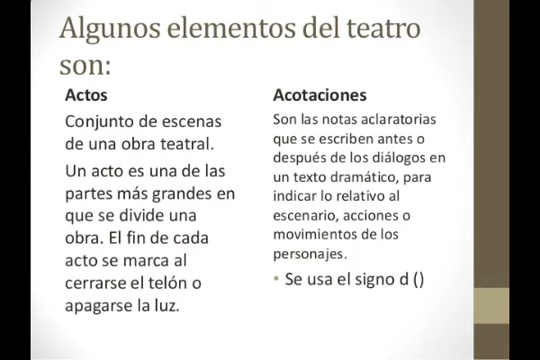 Algunos elementos del teatro
son:
Actos
Conjunto de escenas
de una obra teatral.
Un acto es una de las
partes más grandes en
que se divide una
obra. El fin de cada
acto se marca al
cerrarse el telón o
apagarse la luz.
Acotaciones
Son las notas aclaratorias
que se escriben antes o
después de los diálogos en
un texto dramático, para
indicar lo relativo al
escenario, acciones o
movimientos de los
personajes.
• Se usa el signo d ()